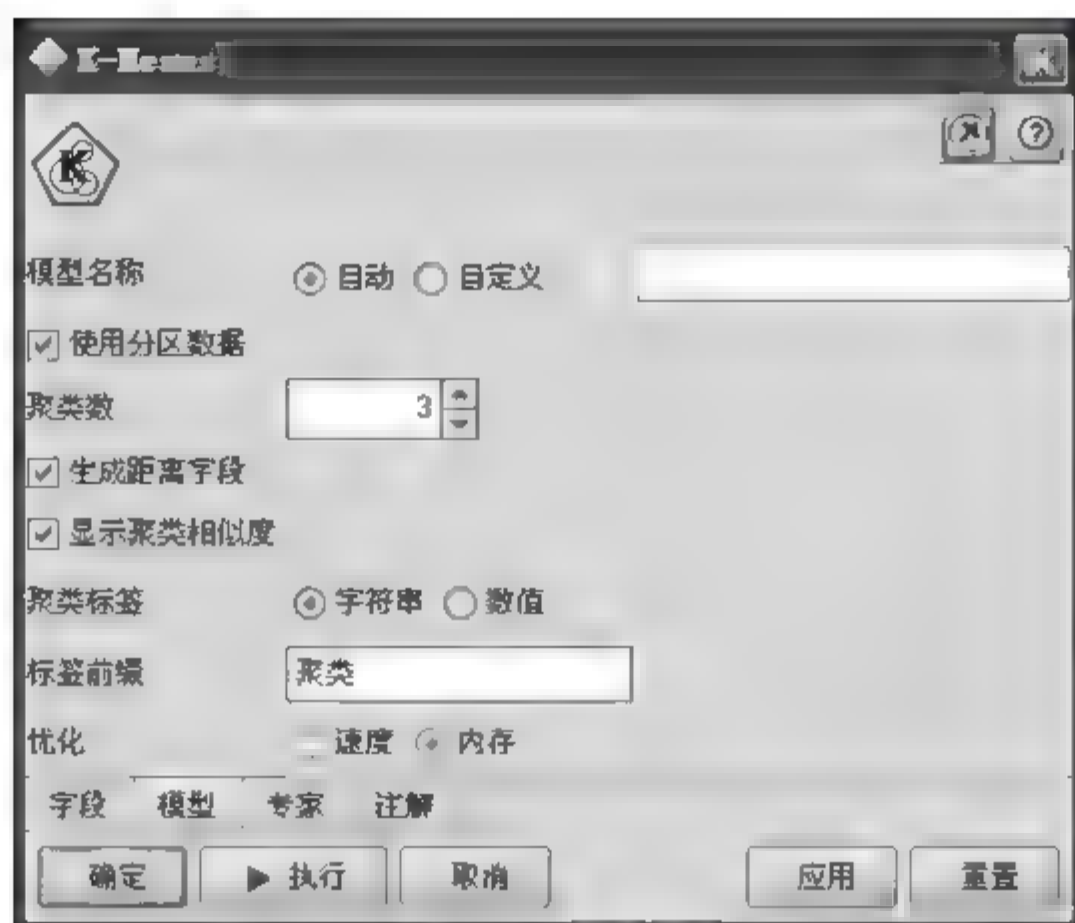 K-Means
K
模型名称 自动 自定义
使用分区数据
聚类数 3
生成距离字段
显示聚类相似度
聚类标签 字符串 数值
标签前缀 聚类
优化 速度 内存
字段 模型 专家 注解
确定 执行 取消 应用 重置